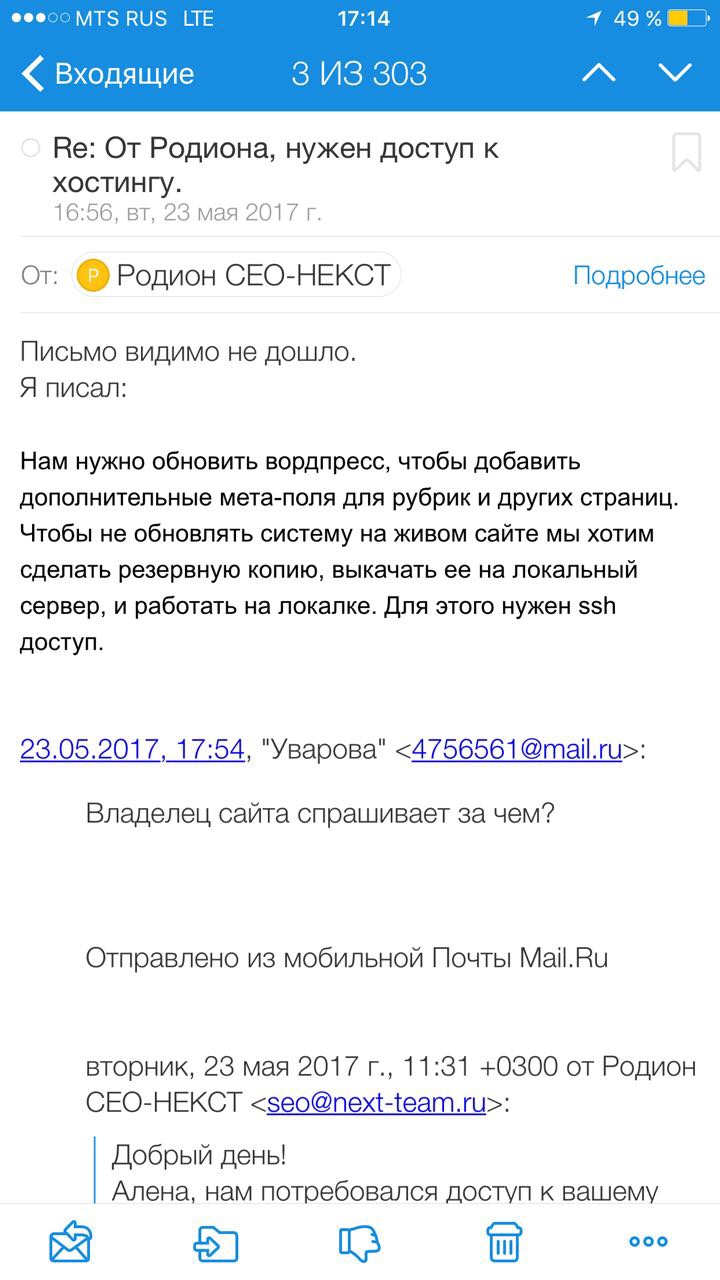 MTS RUS LTE 17:14 49 %
Входящие 3 ИЗ 303
Re: От Родиона, нужен доступ к
хостингу.
16:56, вт, 23 мая 2017 г.
От: Р Родион СЕО-НЕКСТ Подробнее
Письмо видимо не дошло.
Я писал:
Нам нужно обновить вордпресс, чтобы добавить
дополнительные мета-поля для рубрик и других страниц.
Чтобы не обновлять систему на живом сайте мы хотим
сделать резервную копию, выкачать ее на локальный
сервер, и работать на локалке. Для этого нужен ssh
доступ.
23.05.2017, 17:54, "Уварова" <4756561@mail.ru>:
Владелец сайта спрашивает за чем?
Отправлено из мобильной Почты Mail.Ru
вторник, 23 мая 2017 г., 11:31 +0300 от Родион
СЕО-НЕКСТ <seo@next-team.ru>:
Добрый день!
Алена, нам потребовался доступ к вашему